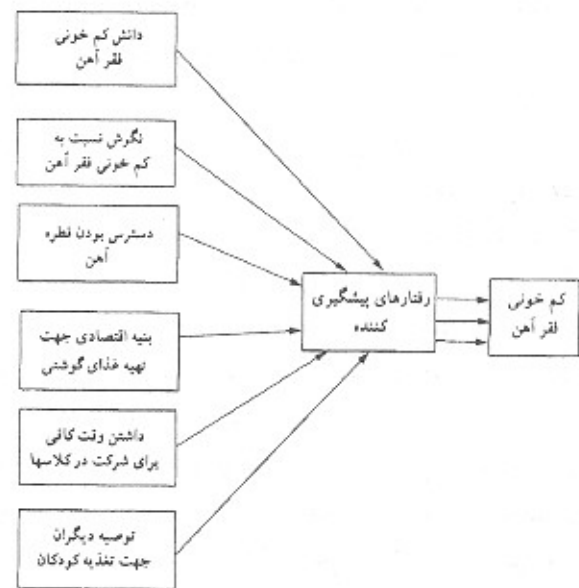 دانش کم خونی
فقر آهن
نگرش نسبت به
کم خونی فقر آهن
دسترس بودن قطره
آهن
بنیه اقتصادی جهت
تهیه غذای گوشتی
داشتن وقت کافی
برای شرکت در کلاسها
توصیه دیگران
جهت تغذیه کودکان
رفتارهای پیشگیری
کننده
کم خونی
فقر آهن